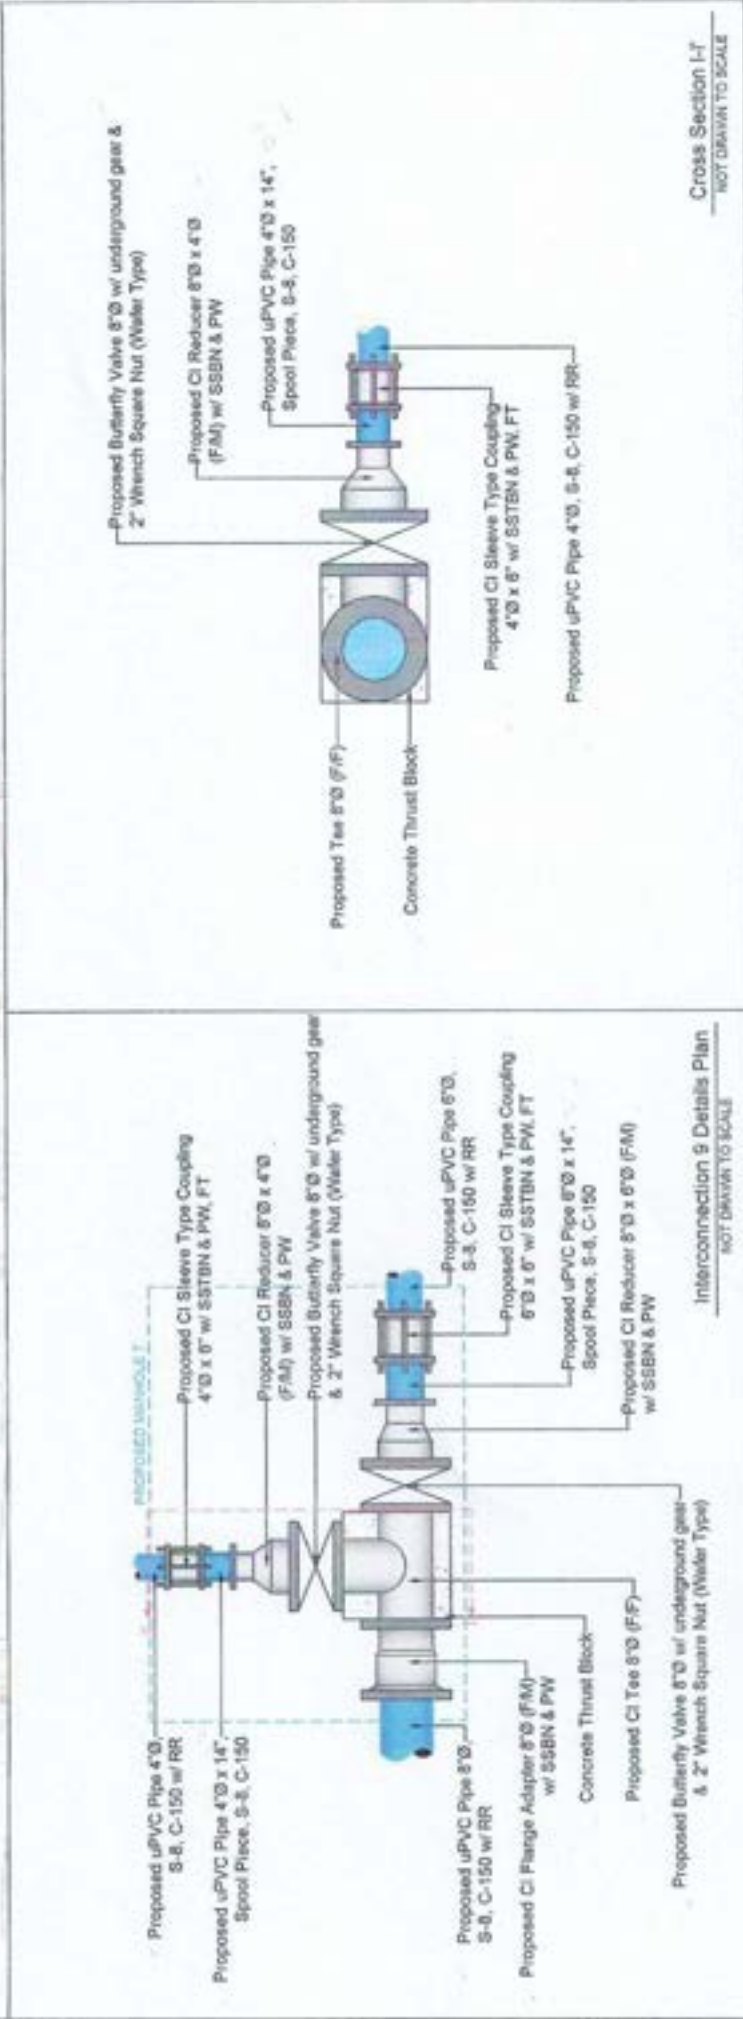 Proposed uPVC Pipe 4"Ø,
S-8, C-150 w/ RR
Proposed uPVC Pipe 4"Ø x 14",
Spool Piece, S-8, C-150
PROPOSED MANHOLE 7
Proposed CI Sleeve Type Coupling
4"Ø x 6" w/ SSTBN & PW, FT
Proposed CI Reducer 8"Ø x 4"Ø
(F/M) w/ SSBN & PW
Proposed Butterfly Valve 8"Ø w/ underground gear
& 2" Wrench Square Nut (Wafer Type)
Proposed uPVC Pipe 8"Ø,
S-8, C-150 w/ RR
Proposed CI Flange Adapter 8"Ø (F/M)
w/ SSBN & PW
Concrete Thrust Block
Proposed CI Tee 8"Ø (F/F)
Proposed Butterfly Valve 8"Ø w/ underground gear
& 2" Wrench Square Nut (Wafer Type)
Proposed uPVC Pipe 6"Ø,
S-8, C-150 w/ RR
Proposed CI Sleeve Type Coupling
6"Ø x 6" w/ SSTBN & PW, FT
Proposed uPVC Pipe 6"Ø x 14",
Spool Piece, S-8, C-150
Proposed CI Reducer 8"Ø x 6"Ø (F/M)
w/ SSBN & PW
Interconnection 9 Details Plan
NOT DRAWN TO SCALE
Proposed Butterfly Valve 8"Ø w/ underground gear &
2" Wrench Square Nut (Wafer Type)
Proposed CI Reducer 8"Ø x 4"Ø
(F/M) w/ SSBN & PW
Proposed uPVC Pipe 4"Ø x 14",
Spool Piece, S-8, C-150
Proposed Tee 8"Ø (F/F)
Concrete Thrust Block
Proposed CI Sleeve Type Coupling
4"Ø x 6" w/ SSTBN & PW, FT
Proposed uPVC Pipe 4"Ø, S-8, C-150 w/ RR
Cross Section I-I'
NOT DRAWN TO SCALE